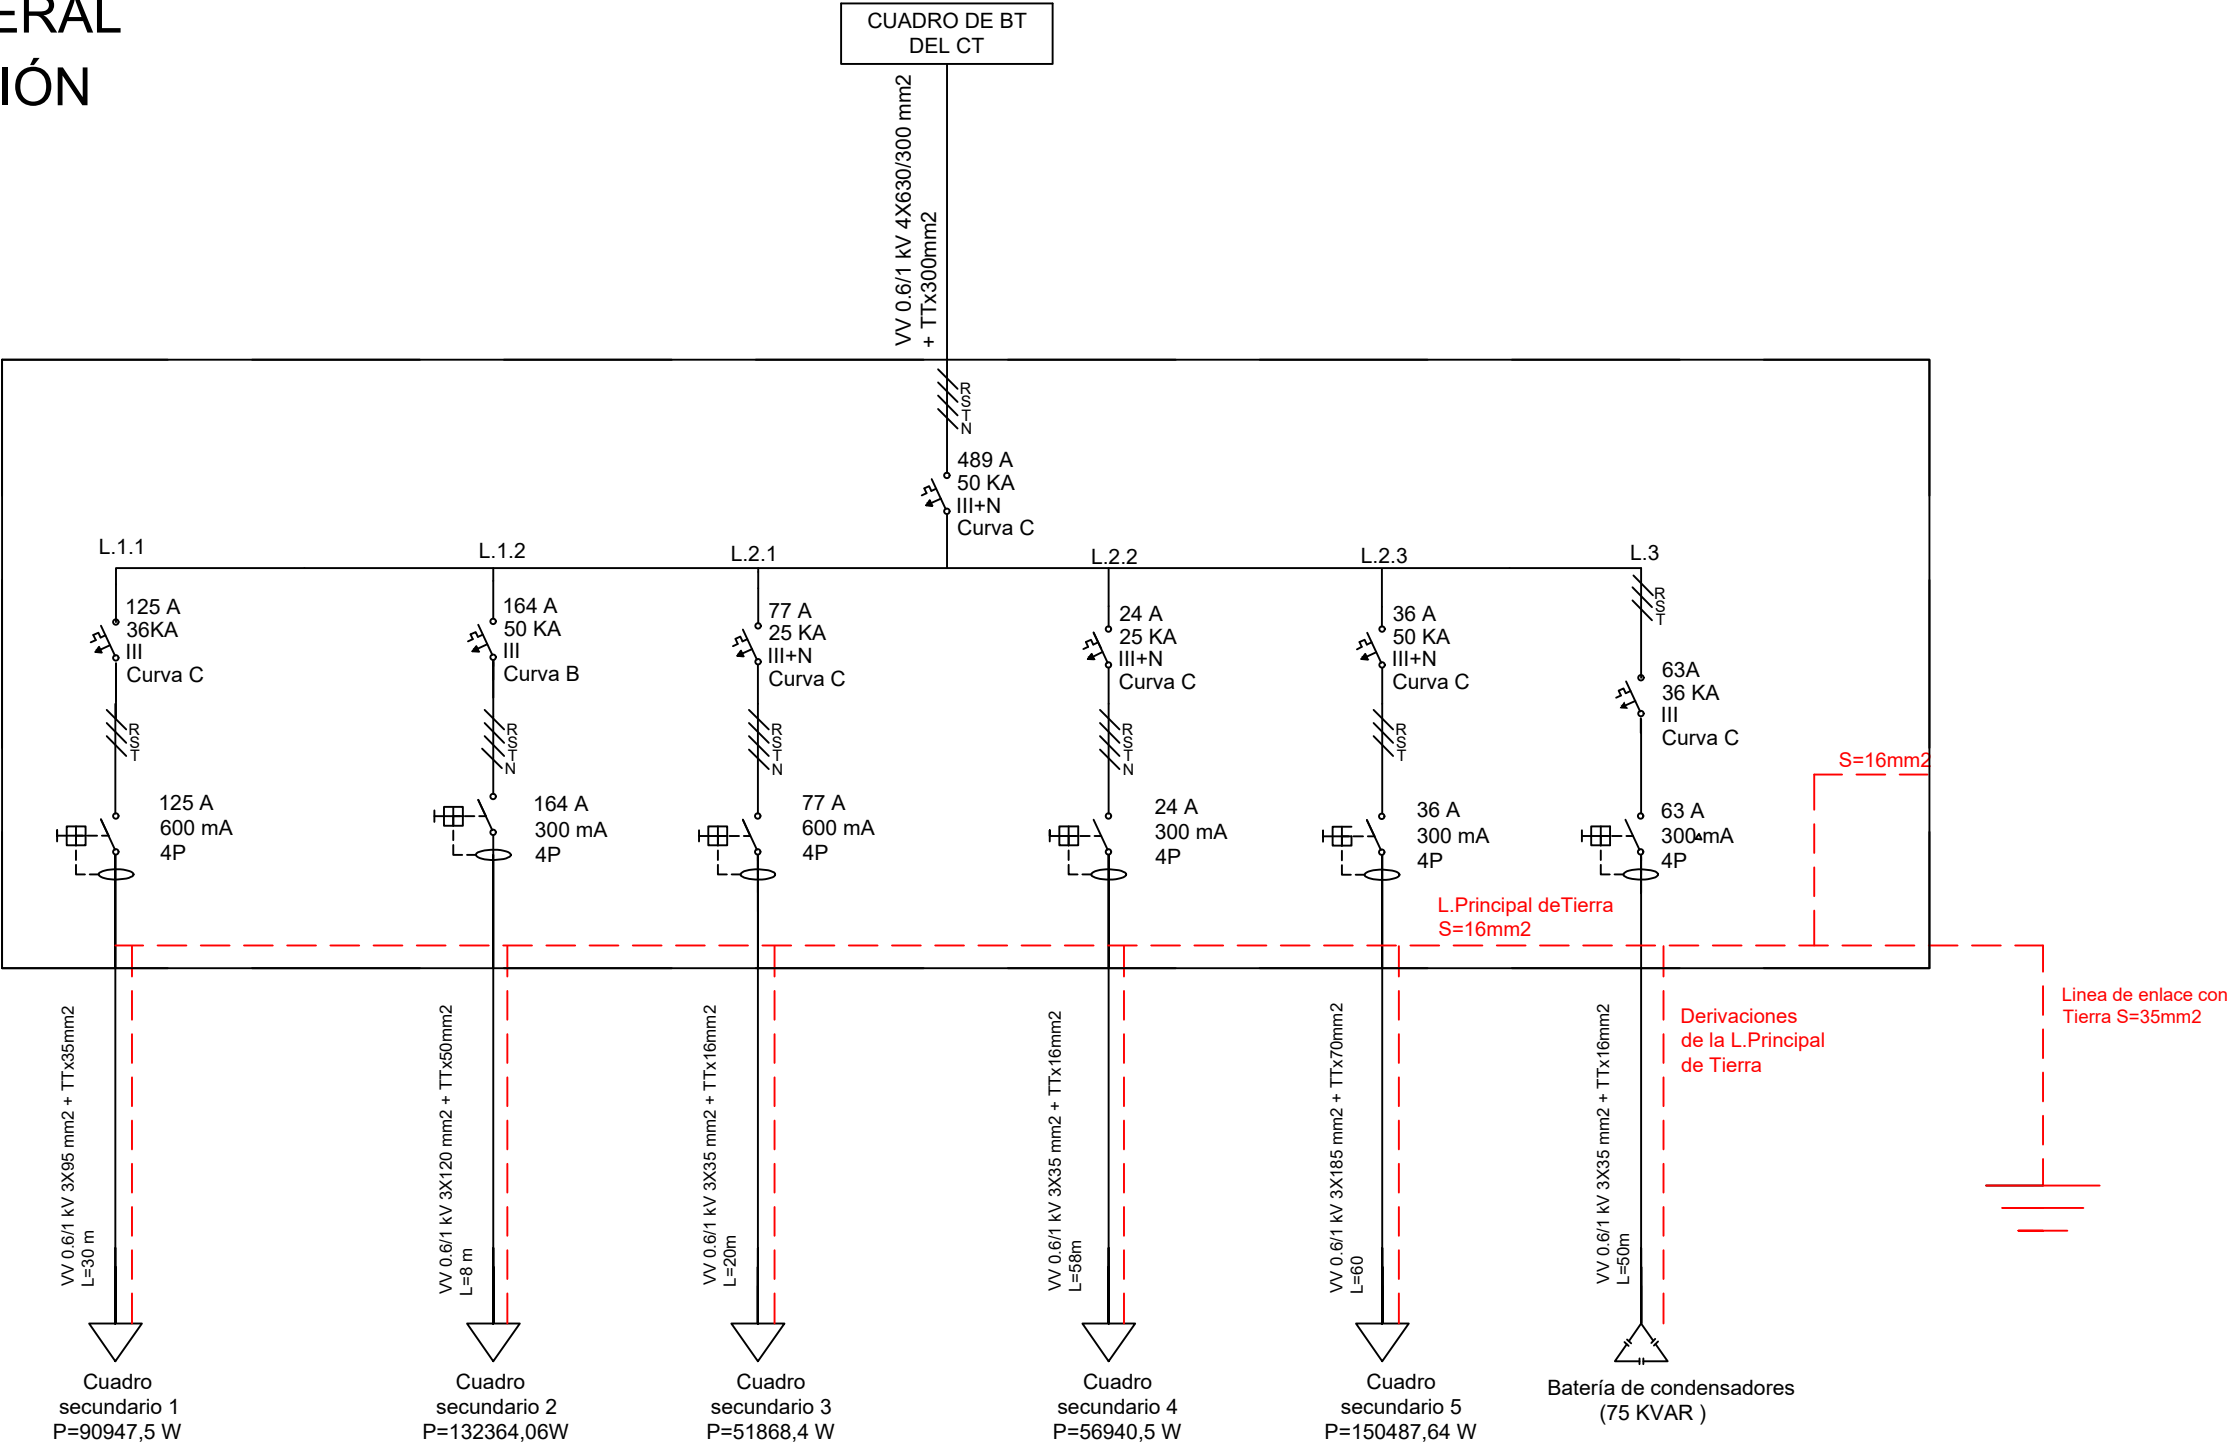 ERAL
IÓN
CUADRO DE BT
DEL CT
VV 0.6/1 kV 4X630/300 mm2
+ TTx300mm2
R
S
T
N
489 A
50 KA
III+N
Curva C
L.1.1
L.1.2
L.2.1
L.2.2
L.2.3
L.3
125 A
36KA
III
Curva C
R
S
T
125 A
600 mA
4P
164 A
50 KA
III
Curva B
R
S
T
N
164 A
300 mA
4P
77 A
25 KA
III+N
Curva C
R
S
T
N
77 A
600 mA
4P
24 A
25 KA
III+N
Curva C
R
S
T
N
24 A
300 mA
4P
36 A
50 KA
III+N
Curva C
R
S
T
36 A
300 mA
4P
R
S
T
63A
36 KA
III
Curva C
63 A
300 mA
4P
S=16mm2
L.Principal deTierra
S=16mm2
Linea de enlace con
Tierra S=35mm2
Derivaciones
de la L.Principal
de Tierra
VV 0.6/1 kV 3X95 mm2 + TTx35mm2
L=30 m
VV 0.6/1 kV 3X120 mm2 + TTx50mm2
L=8 m
VV 0.6/1 kV 3X35 mm2 + TTx16mm2
L=20m
VV 0.6/1 kV 3X35 mm2 + TTx16mm2
L=58m
VV 0.6/1 kV 3X185 mm2 + TTx70mm2
L=60
VV 0.6/1 kV 3X35 mm2 + TTx16mm2
L=50m
Cuadro
secundario 1
P=90947,5 W
Cuadro
secundario 2
P=132364,06W
Cuadro
secundario 3
P=51868,4 W
Cuadro
secundario 4
P=56940,5 W
Cuadro
secundario 5
P=150487,64 W
Batería de condensadores
(75 KVAR )